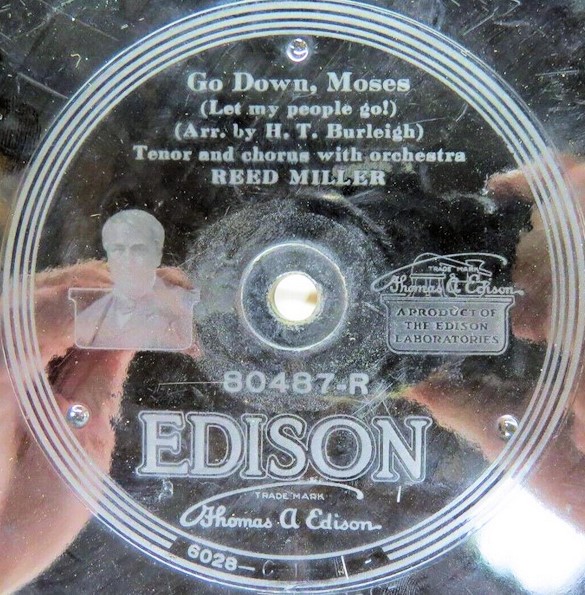 Go Down, Moses
(Let my people go!)
(Arr. by H. T. Burleigh)
Tenor and chorus with orchestra
REED MILLER
TRADE MARK
Thomas A Edison
A PRODUCT OF
THE EDISON
LABORATORIES
80487-R
EDISON
TRADE MARK
Thomas A Edison
6028—C